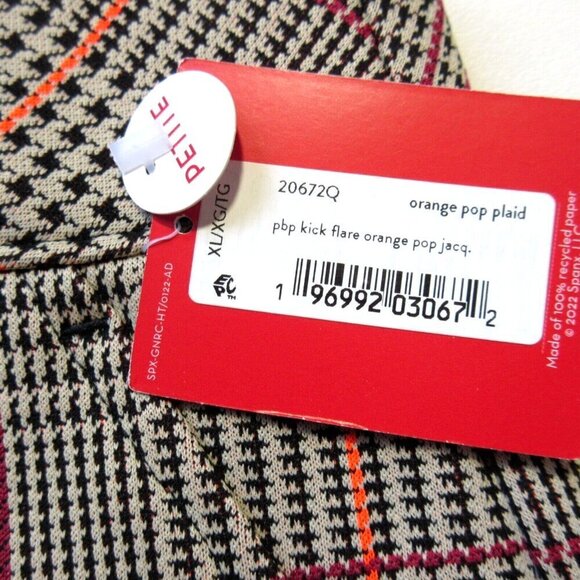 PETITE
XL/XG/TG
20672Q
orange pop plaid
pbp kick flare orange pop jacq.
EPC™
1 96992 03067 2
SPX-GNRC-HT/0122-AD
Made of 100% recycled paper
© 2022 Spanx,